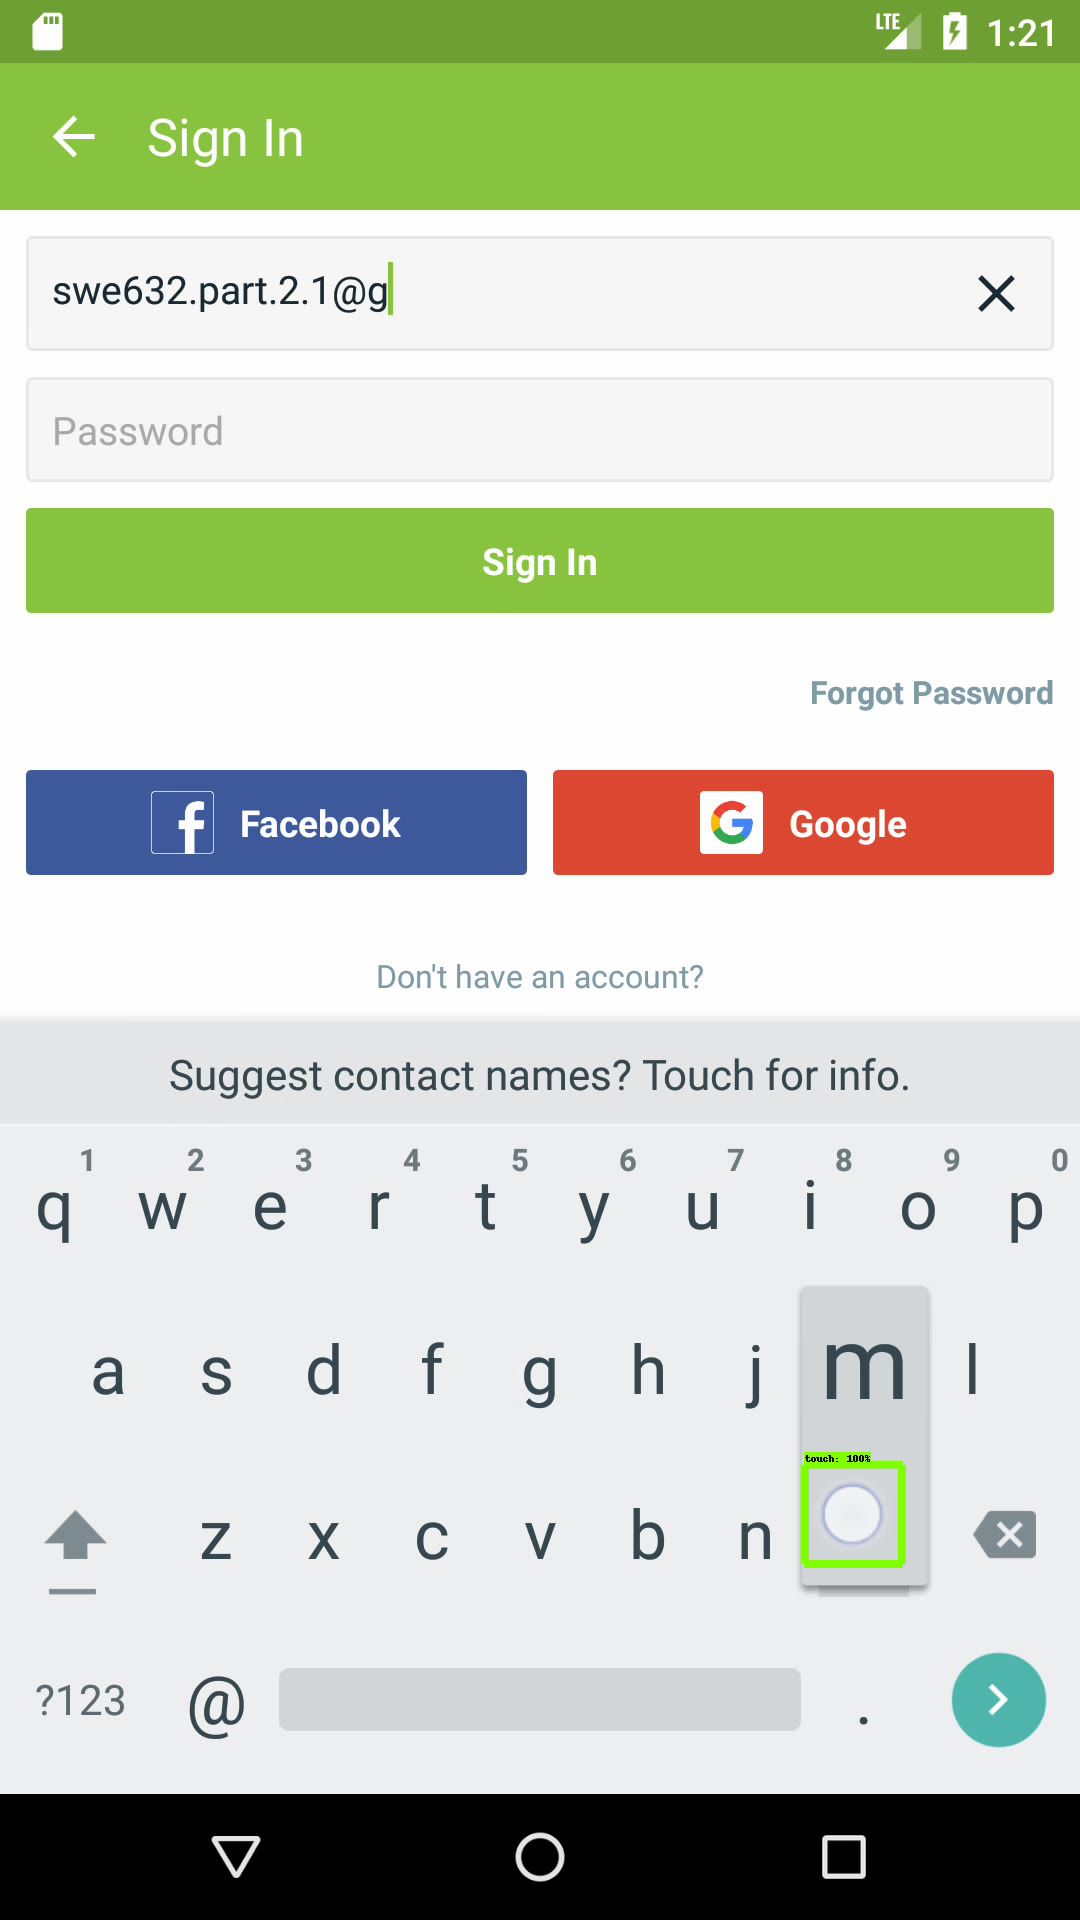 LTE 1:21
Sign In
swe632.part.2.1@g
Password
Sign In
Forgot Password
Facebook Google
Don't have an account?
Suggest contact names? Touch for info.
1 2 3 4 5 6 7 8 9 0
q w e r t y u i o p
a s d f g h j m l
touch: 100%
z x c v b n
?123 @ .